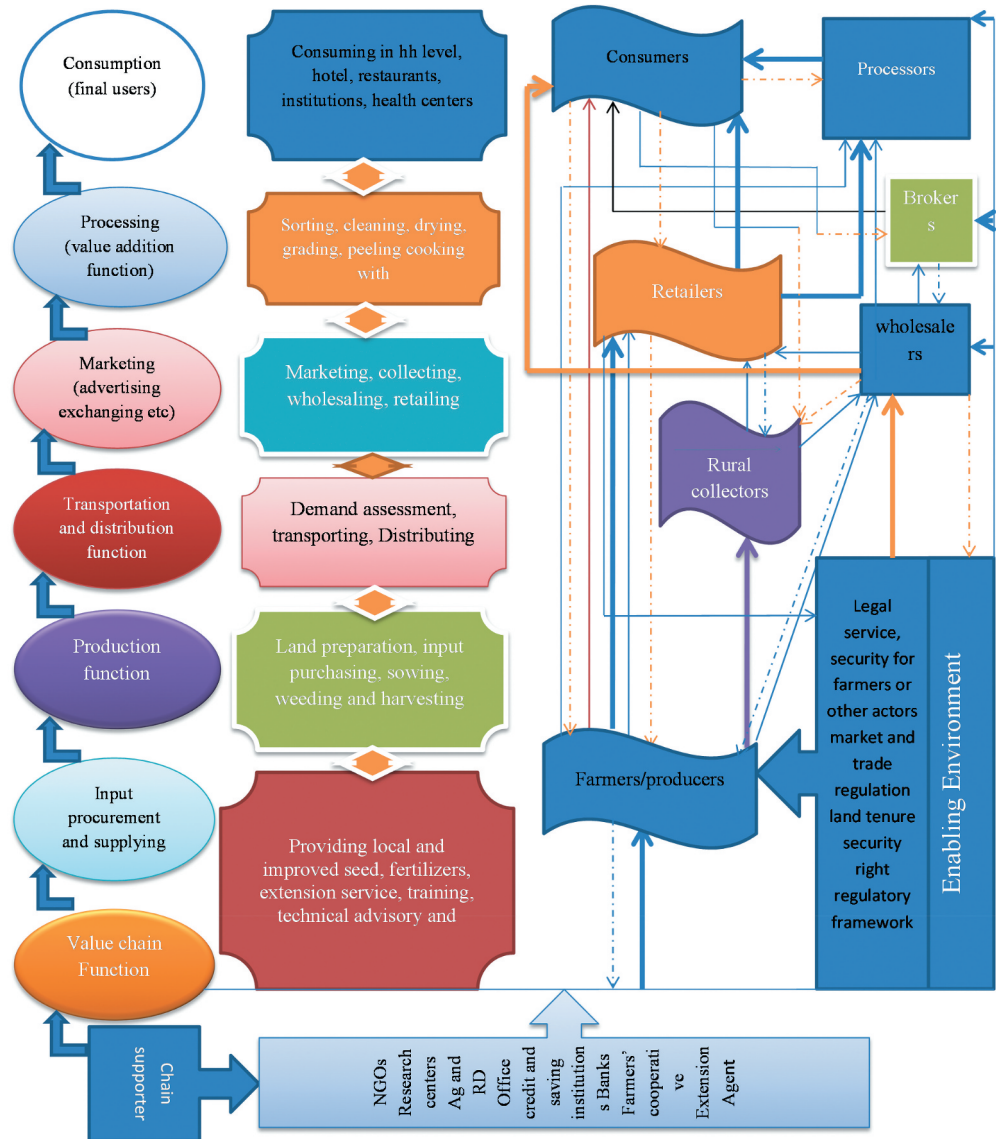 Consumption
(final users)
Processing
(value addition
function)
Marketing
(advertising
exchanging etc)
Transportation
and distribution
function
Production
function
Input
procurement
and supplying
Value chain
Function
Chain
supporter
Consuming in hh level,
hotel, restaurants,
institutions, health centers
Sorting, cleaning, drying,
grading, peeling cooking
with
Marketing, collecting,
wholesaling, retailing
Demand assessment,
transporting, Distributing
Land preparation, input
purchasing, sowing,
weeding and harvesting
Providing local and
improved seed, fertilizers,
extension service, training,
technical advisory and
Consumers
Processors
Broker
s
Retailers
wholesale
rs
Rural
collectors
Farmers/producers
Legal
service,
security for
farmers or
other actors
market and
trade
regulation
land tenure
security
right
regulatory
framework
Enabling Environment
NGOs
Research
centers
Ag and
RD
Office
credit and
saving
institution
s Banks
Farmers’
cooperati
ve
Extension
Agent